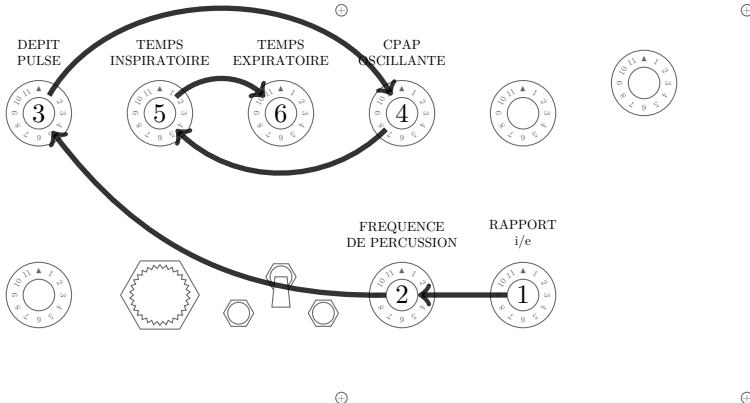 DEPIT
PULSE
TEMPS
INSPIRATOIRE
TEMPS
EXPIRATOIRE
CPAP
OSCILLANTE
3
5
6
4
FREQUENCE
DE PERCUSSION
RAPPORT
i/e
2
1